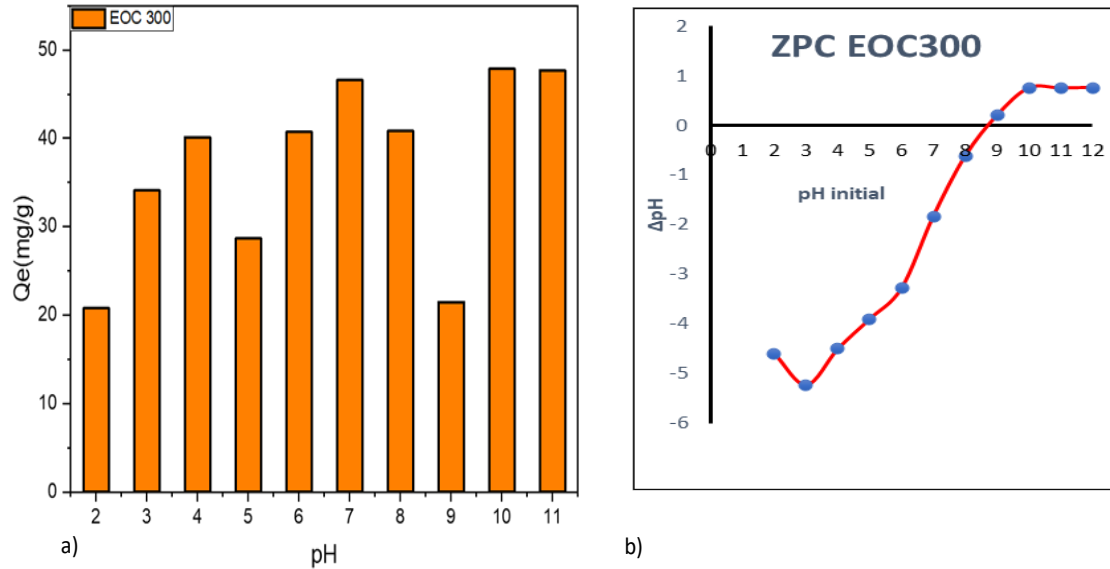 EOC 300
50
40
30
20
10
0
Qe(mg/g)
2 3 4 5 6 7 8 9 10 11
pH
a)
ZPC EOC300
2
1
0
-1
-2
-3
-4
-5
-6
0 1 2 3 4 5 6 7 8 9 10 11 12
pH initial
ΔpH
b)